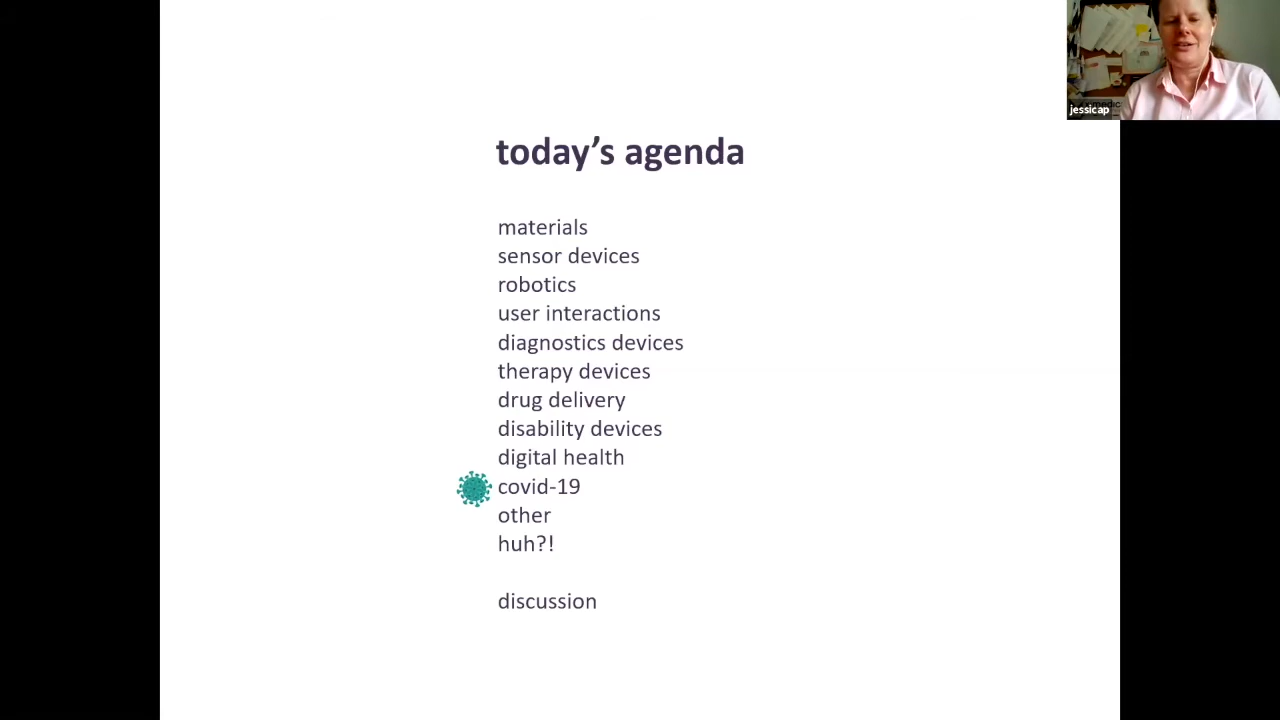 today's agenda
materials
sensor devices
robotics
user interactions
diagnostics devices
therapy devices
drug delivery
disability devices
digital health
covid-19
other
huh?!
discussion
jessicap